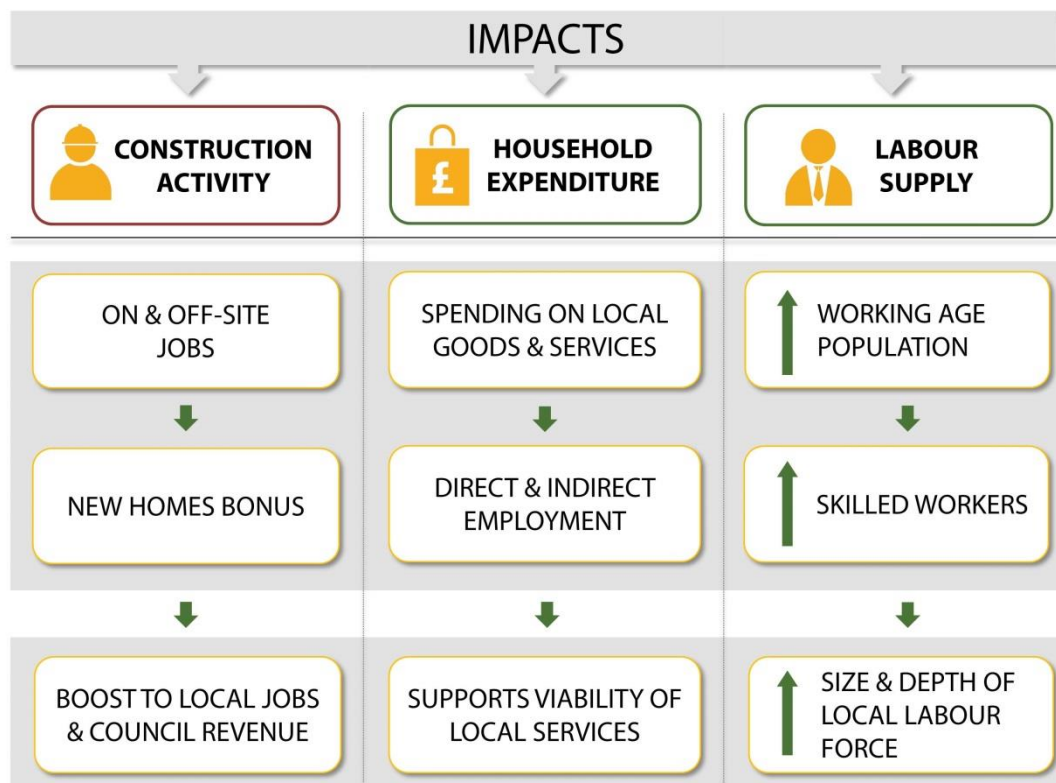 IMPACTS
CONSTRUCTION
ACTIVITY
£
HOUSEHOLD
EXPENDITURE
LABOUR
SUPPLY
ON & OFF-SITE
JOBS
SPENDING ON LOCAL
GOODS & SERVICES
WORKING AGE
POPULATION
NEW HOMES BONUS
DIRECT & INDIRECT
EMPLOYMENT
SKILLED WORKERS
BOOST TO LOCAL JOBS
& COUNCIL REVENUE
SUPPORTS VIABILITY OF
LOCAL SERVICES
SIZE & DEPTH OF
LOCAL LABOUR
FORCE